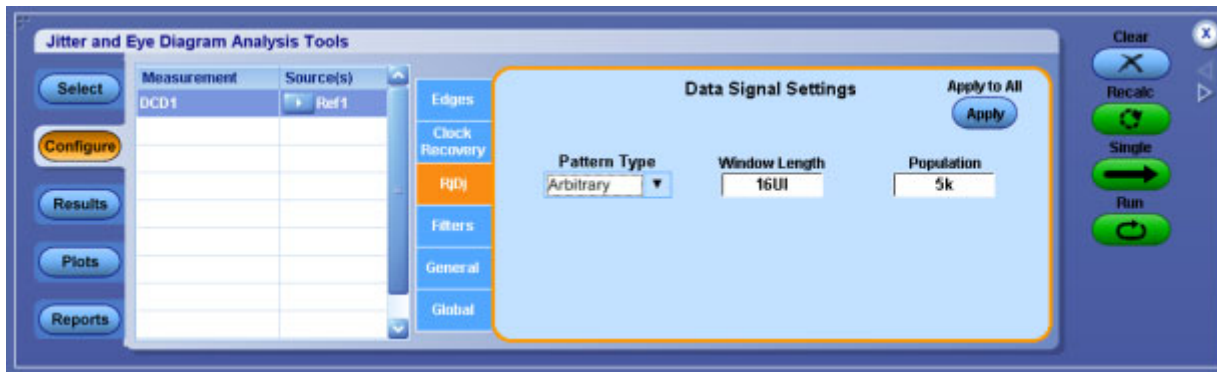 Jitter and Eye Diagram Analysis Tools
Select
Configure
Results
Plots
Reports
Measurement Source(s)
DCD1 Ref1
Edges
Clock
Recovery
RjDj
Filters
General
Global
Data Signal Settings
Apply to All
Apply
Pattern Type Window Length Population
Arbitrary 16UI 5k
Clear
X
Recalc
Single
Run